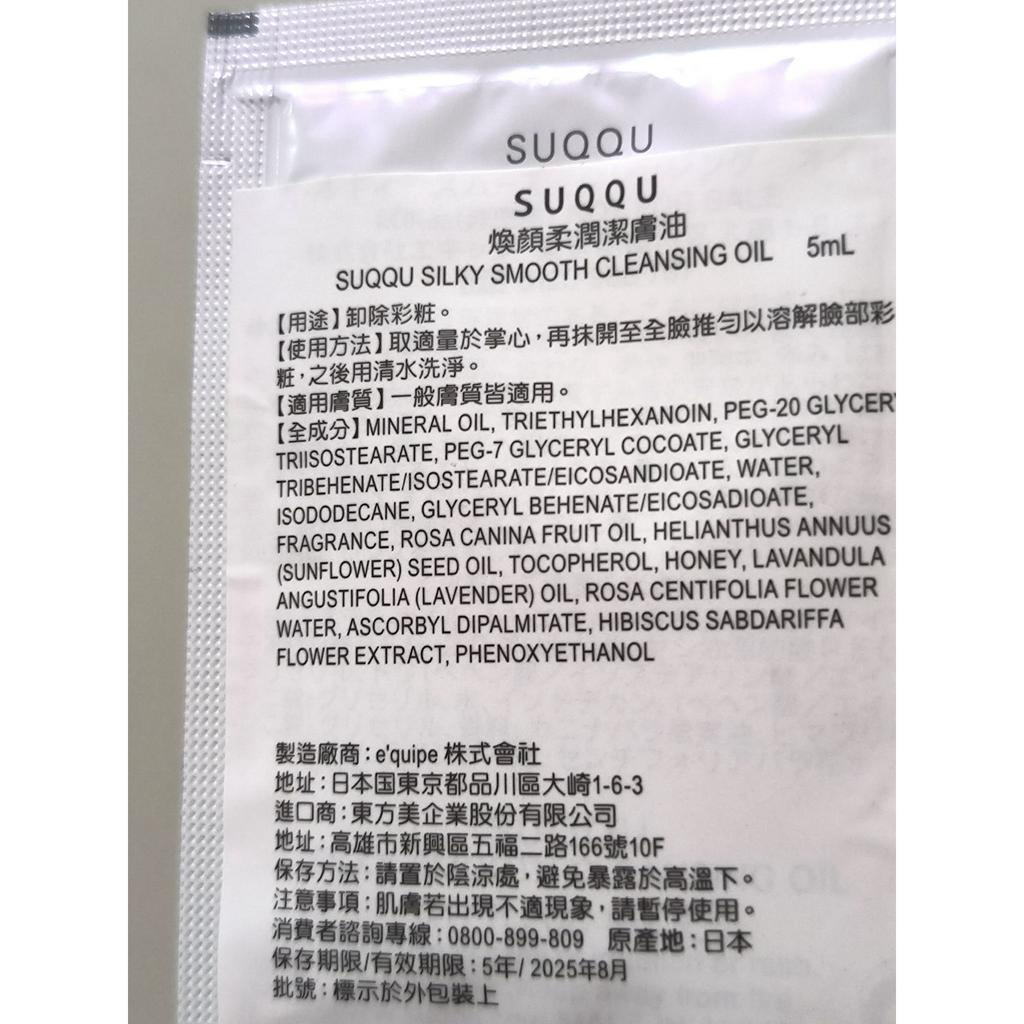 SUQQU
SUQQU
煥顏柔潤潔膚油
SUQQU SILKY SMOOTH CLEANSING OIL 5mL
【用途】卸除彩粧。
【使用方法】取適量於掌心,再抹開至全臉推勻以溶解臉部彩
粧,之後用清水洗淨。
【適用膚質】一般膚質皆適用。
【全成分】MINERAL OIL, TRIETHYLHEXANOIN, PEG-20 GLYCER
TRIISOSTEARATE, PEG-7 GLYCERYL COCOATE, GLYCERYL
TRIBEHENATE/ISOSTEARATE/EICOSANDIOATE, WATER,
ISODODECANE, GLYCERYL BEHENATE/EICOSADIOATE,
FRAGRANCE, ROSA CANINA FRUIT OIL, HELIANTHUS ANNUUS
(SUNFLOWER) SEED OIL, TOCOPHEROL, HONEY, LAVANDULA
ANGUSTIFOLIA (LAVENDER) OIL, ROSA CENTIFOLIA FLOWER
WATER, ASCORBYL DIPALMITATE, HIBISCUS SABDARIFFA
FLOWER EXTRACT, PHENOXYETHANOL
製造廠商:e'quipe 株式會社
地址:日本国東京都品川區大崎1-6-3
進口商:東方美企業股份有限公司
地址:高雄市新興區五福二路166號10F
保存方法:請置於陰涼處,避免暴露於高溫下。
注意事項:肌膚若出現不適現象,請暫停使用。
消費者諮詢專線:0800-899-809 原產地:日本
保存期限/有效期限:5年/ 2025年8月
批號:標示於外包裝上